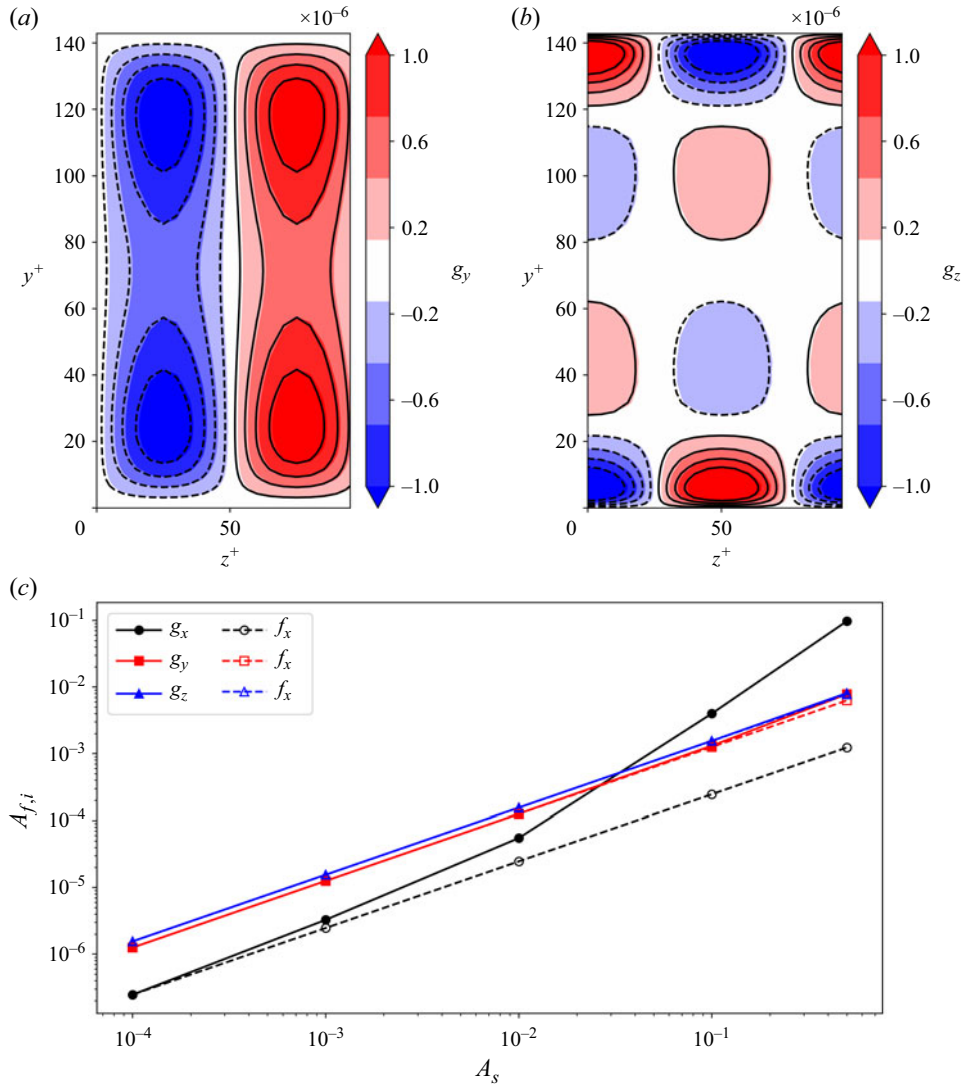 (a)
×10⁻⁶
(b)
×10⁻⁶
140
120
100
80
60
40
20
0
50
y⁺
z⁺
1.0
0.6
0.2
−0.2
−0.6
−1.0
g_y
140
120
100
80
60
40
20
0
50
y⁺
z⁺
1.0
0.6
0.2
−0.2
−0.6
−1.0
g_z
(c)
10⁻¹
10⁻²
10⁻³
10⁻⁴
10⁻⁵
10⁻⁶
A_{f,i}
g_x f_x
g_y f_x
g_z f_x
10⁻⁴ 10⁻³ 10⁻² 10⁻¹
A_s